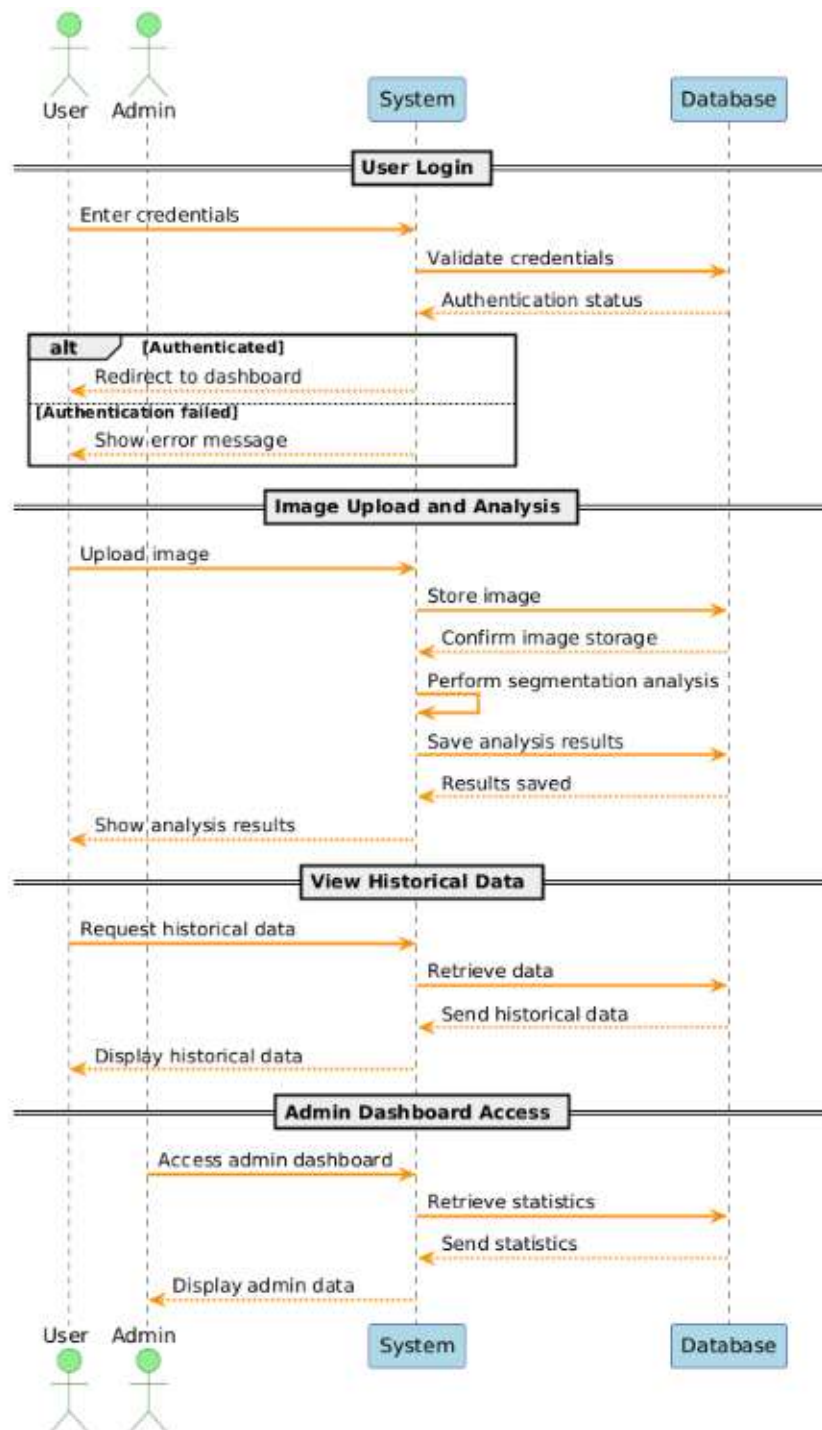 User Admin System Database
User Login
Enter credentials
Validate credentials
Authentication status
alt [Authenticated]
Redirect to dashboard
[Authentication failed]
Show error message
Image Upload and Analysis
Upload image
Store image
Confirm image storage
Perform segmentation analysis
Save analysis results
Results saved
Show analysis results
View Historical Data
Request historical data
Retrieve data
Send historical data
Display historical data
Admin Dashboard Access
Access admin dashboard
Retrieve statistics
Send statistics
Display admin data
User Admin System Database